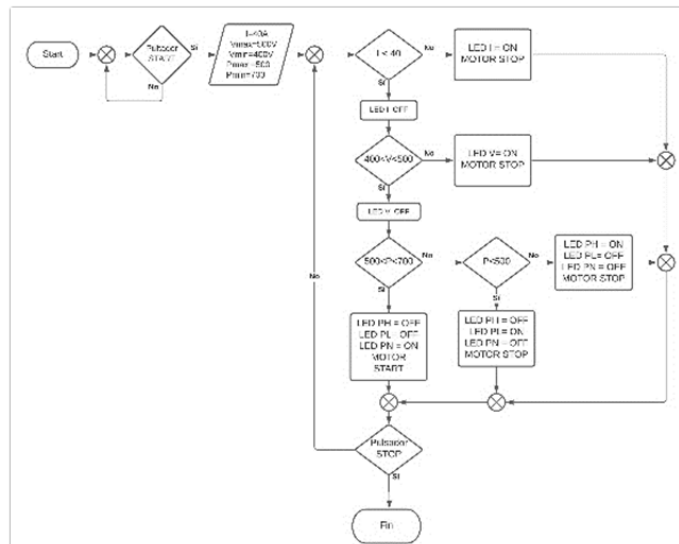 Start
Pulsador
START
Si
No
I=40A
Vmax=500V
Vmin=400V
Pmax =500
Pmin=700
I < 40
No
Si
LED I = ON
MOTOR STOP
LED I OFF
400<V<500
No
Si
LED V= ON
MOTOR STOP
LED V OFF
500<P<700
No
Si
P<500
No
Si
LED PH = ON
LED PL= OFF
LED PN = OFF
MOTOR STOP
No
LED PH = OFF
LED PL= OFF
LED PN = ON
MOTOR
START
LED PH = OFF
LED PL= ON
LED PN = OFF
MOTOR STOP
Pulsador
STOP
Si
Fin